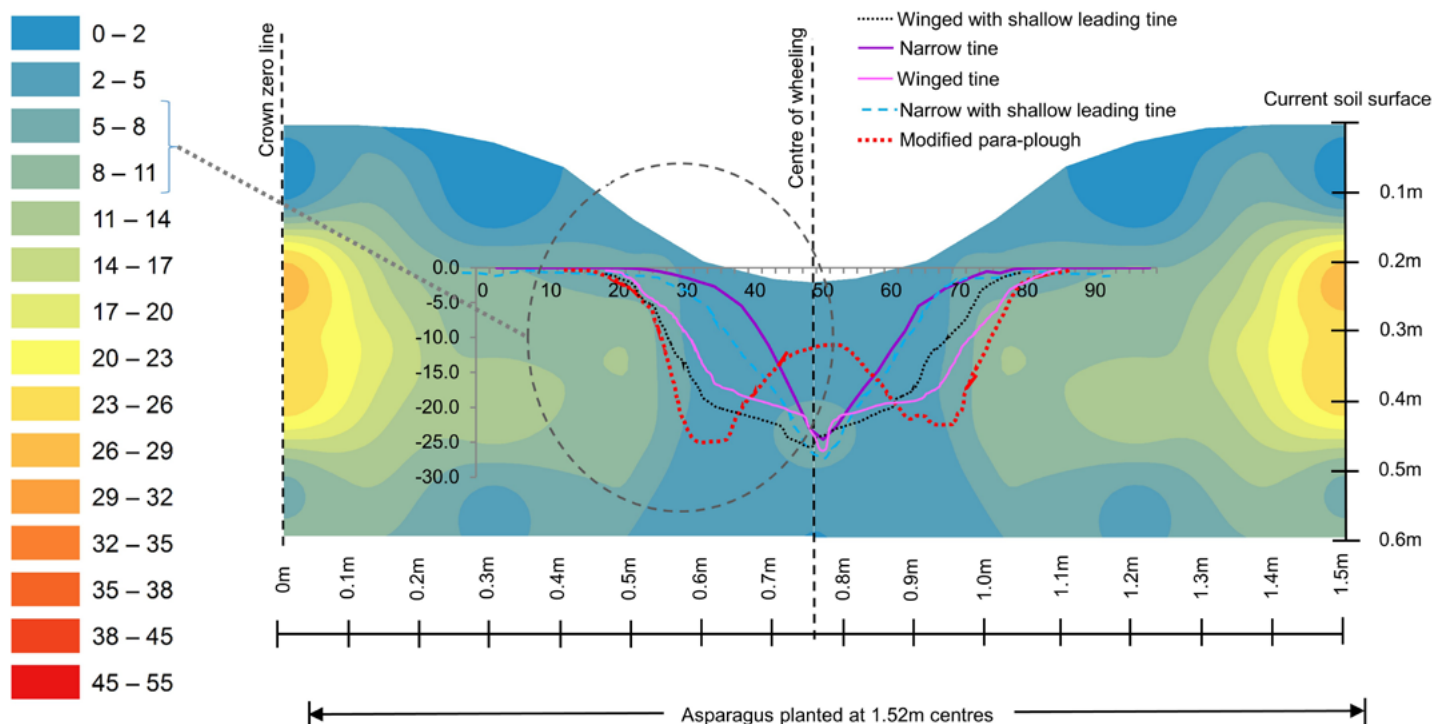 0 – 2
2 – 5
5 – 8
8 – 11
11 – 14
14 – 17
17 – 20
20 – 23
23 – 26
26 – 29
29 – 32
32 – 35
35 – 38
38 – 45
45 – 55
Crown zero line
Centre of wheeling
Winged with shallow leading tine
Narrow tine
Winged tine
Narrow with shallow leading tine
Modified para-plough
Current soil surface
0.1m
0.2m
0.3m
0.4m
0.5m
0.6m
0.0
-5.0
-10.0
-15.0
-20.0
-25.0
-30.0
0 10 20 30 40 50 60 70 80 90
0m 0.1m 0.2m 0.3m 0.4m 0.5m 0.6m 0.7m 0.8m 0.9m 1.0m 1.1m 1.2m 1.3m 1.4m 1.5m
Asparagus planted at 1.52m centres